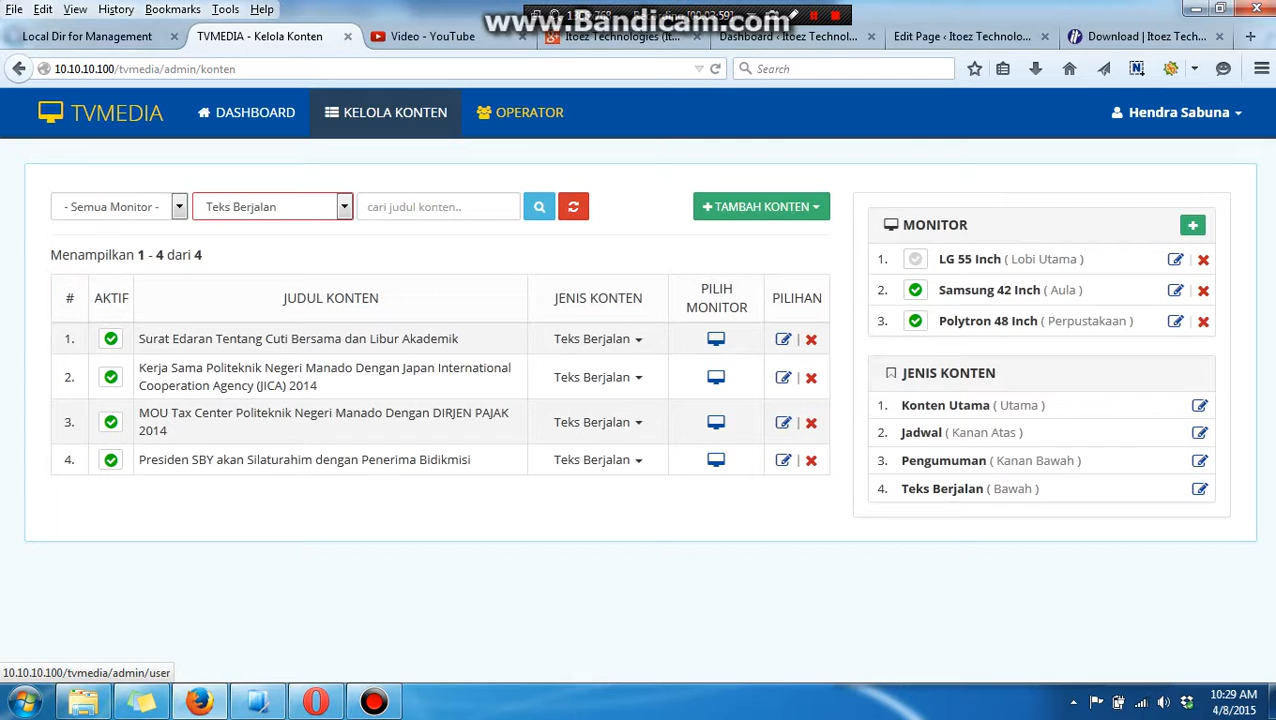 File Edit View History Bookmarks Tools Help
www.Bandicam.com
Local Dir for Management
TVMEDIA - Kelola Konten
Video - YouTube
Itoez Technologies (It...
Dashboard ‹ Itoez Technol...
Edit Page ‹ Itoez Technolo...
Download | Itoez Tech...
10.10.10.100/tvmedia/admin/konten
Search
TVMEDIA DASHBOARD KELOLA KONTEN OPERATOR Hendra Sabuna
- Semua Monitor - Teks Berjalan cari judul konten.. TAMBAH KONTEN
Menampilkan 1 - 4 dari 4
# AKTIF JUDUL KONTEN JENIS KONTEN PILIH MONITOR PILIHAN
1. Surat Edaran Tentang Cuti Bersama dan Libur Akademik Teks Berjalan |
2. Kerja Sama Politeknik Negeri Manado Dengan Japan International
Cooperation Agency (JICA) 2014 Teks Berjalan |
3. MOU Tax Center Politeknik Negeri Manado Dengan DIRJEN PAJAK
2014 Teks Berjalan |
4. Presiden SBY akan Silaturahim dengan Penerima Bidikmisi Teks Berjalan |
MONITOR
1. LG 55 Inch ( Lobi Utama ) |
2. Samsung 42 Inch ( Aula ) |
3. Polytron 48 Inch ( Perpustakaan ) |
JENIS KONTEN
1. Konten Utama ( Utama )
2. Jadwal ( Kanan Atas )
3. Pengumuman ( Kanan Bawah )
4. Teks Berjalan ( Bawah )
10.10.10.100/tvmedia/admin/user
10:29 AM
4/8/2015